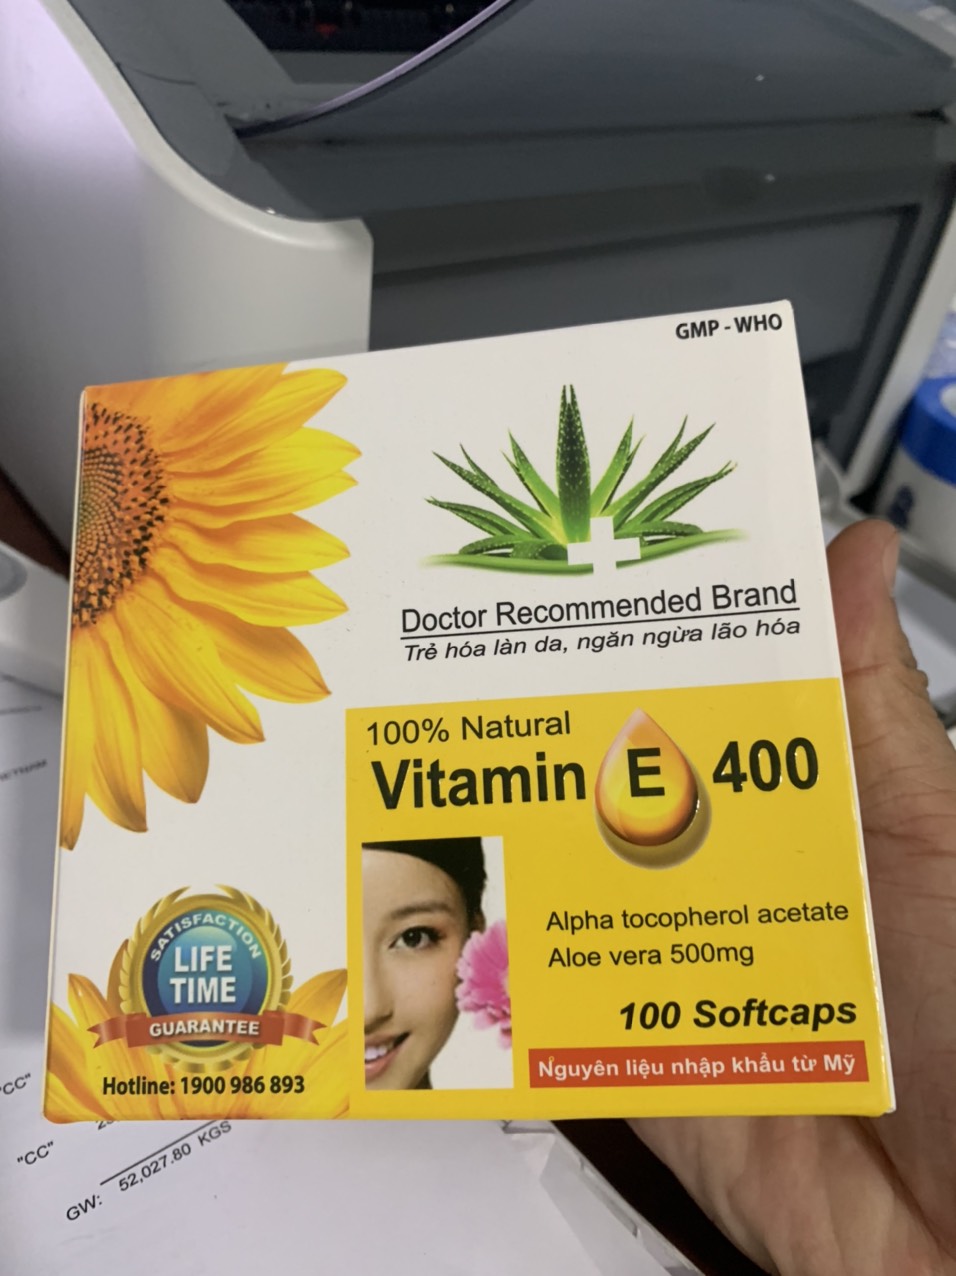 GMP - WHO
Doctor Recommended Brand
Trẻ hóa làn da, ngăn ngừa lão hóa
100% Natural
Vitamin E 400
Alpha tocopherol acetate
Aloe vera 500mg
100 Softcaps
Nguyên liệu nhập khẩu từ Mỹ
SATISFACTION
LIFE
TIME
GUARANTEE
Hotline: 1900 986 893
"CC"
"CC"
GW: 52,027.80 KGS